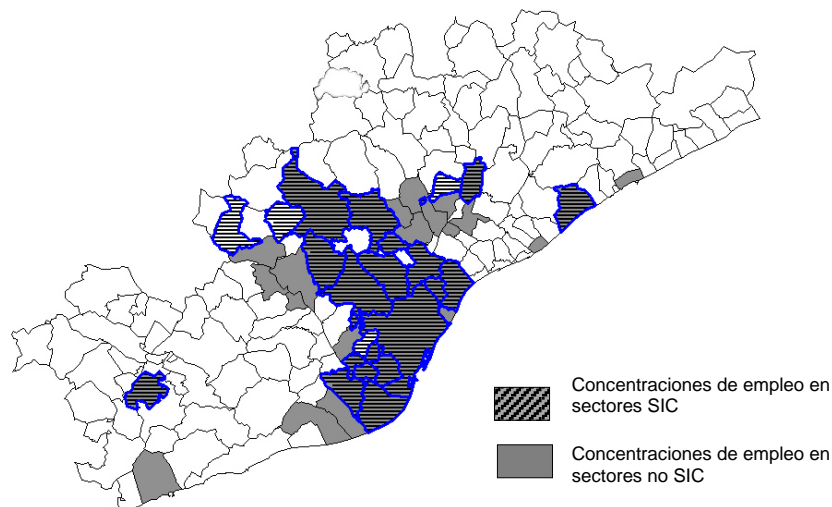 Concentraciones de empleo en
sectores SIC
Concentraciones de empleo en
sectores no SIC